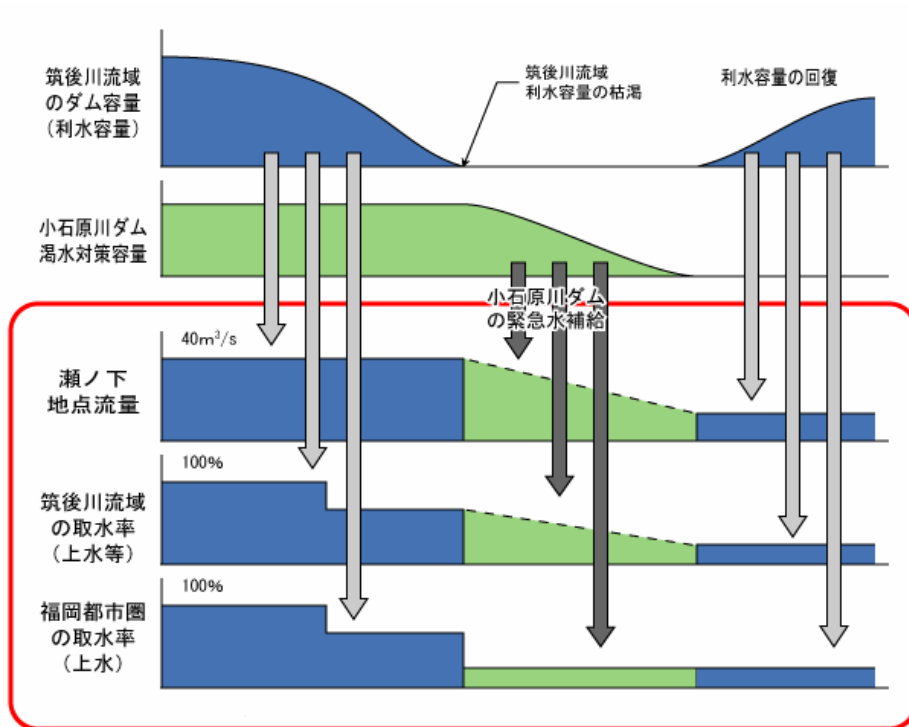 筑後川流域
のダム容量
（利水容量）
筑後川流域
利水容量の枯渇
利水容量の回復
小石原川ダム
渇水対策容量
小石原川ダム
の緊急水補給
40m³/s
瀬ノ下
地点流量
100%
筑後川流域
の取水率
（上水等）
100%
福岡都市圏
の取水率
（上水）